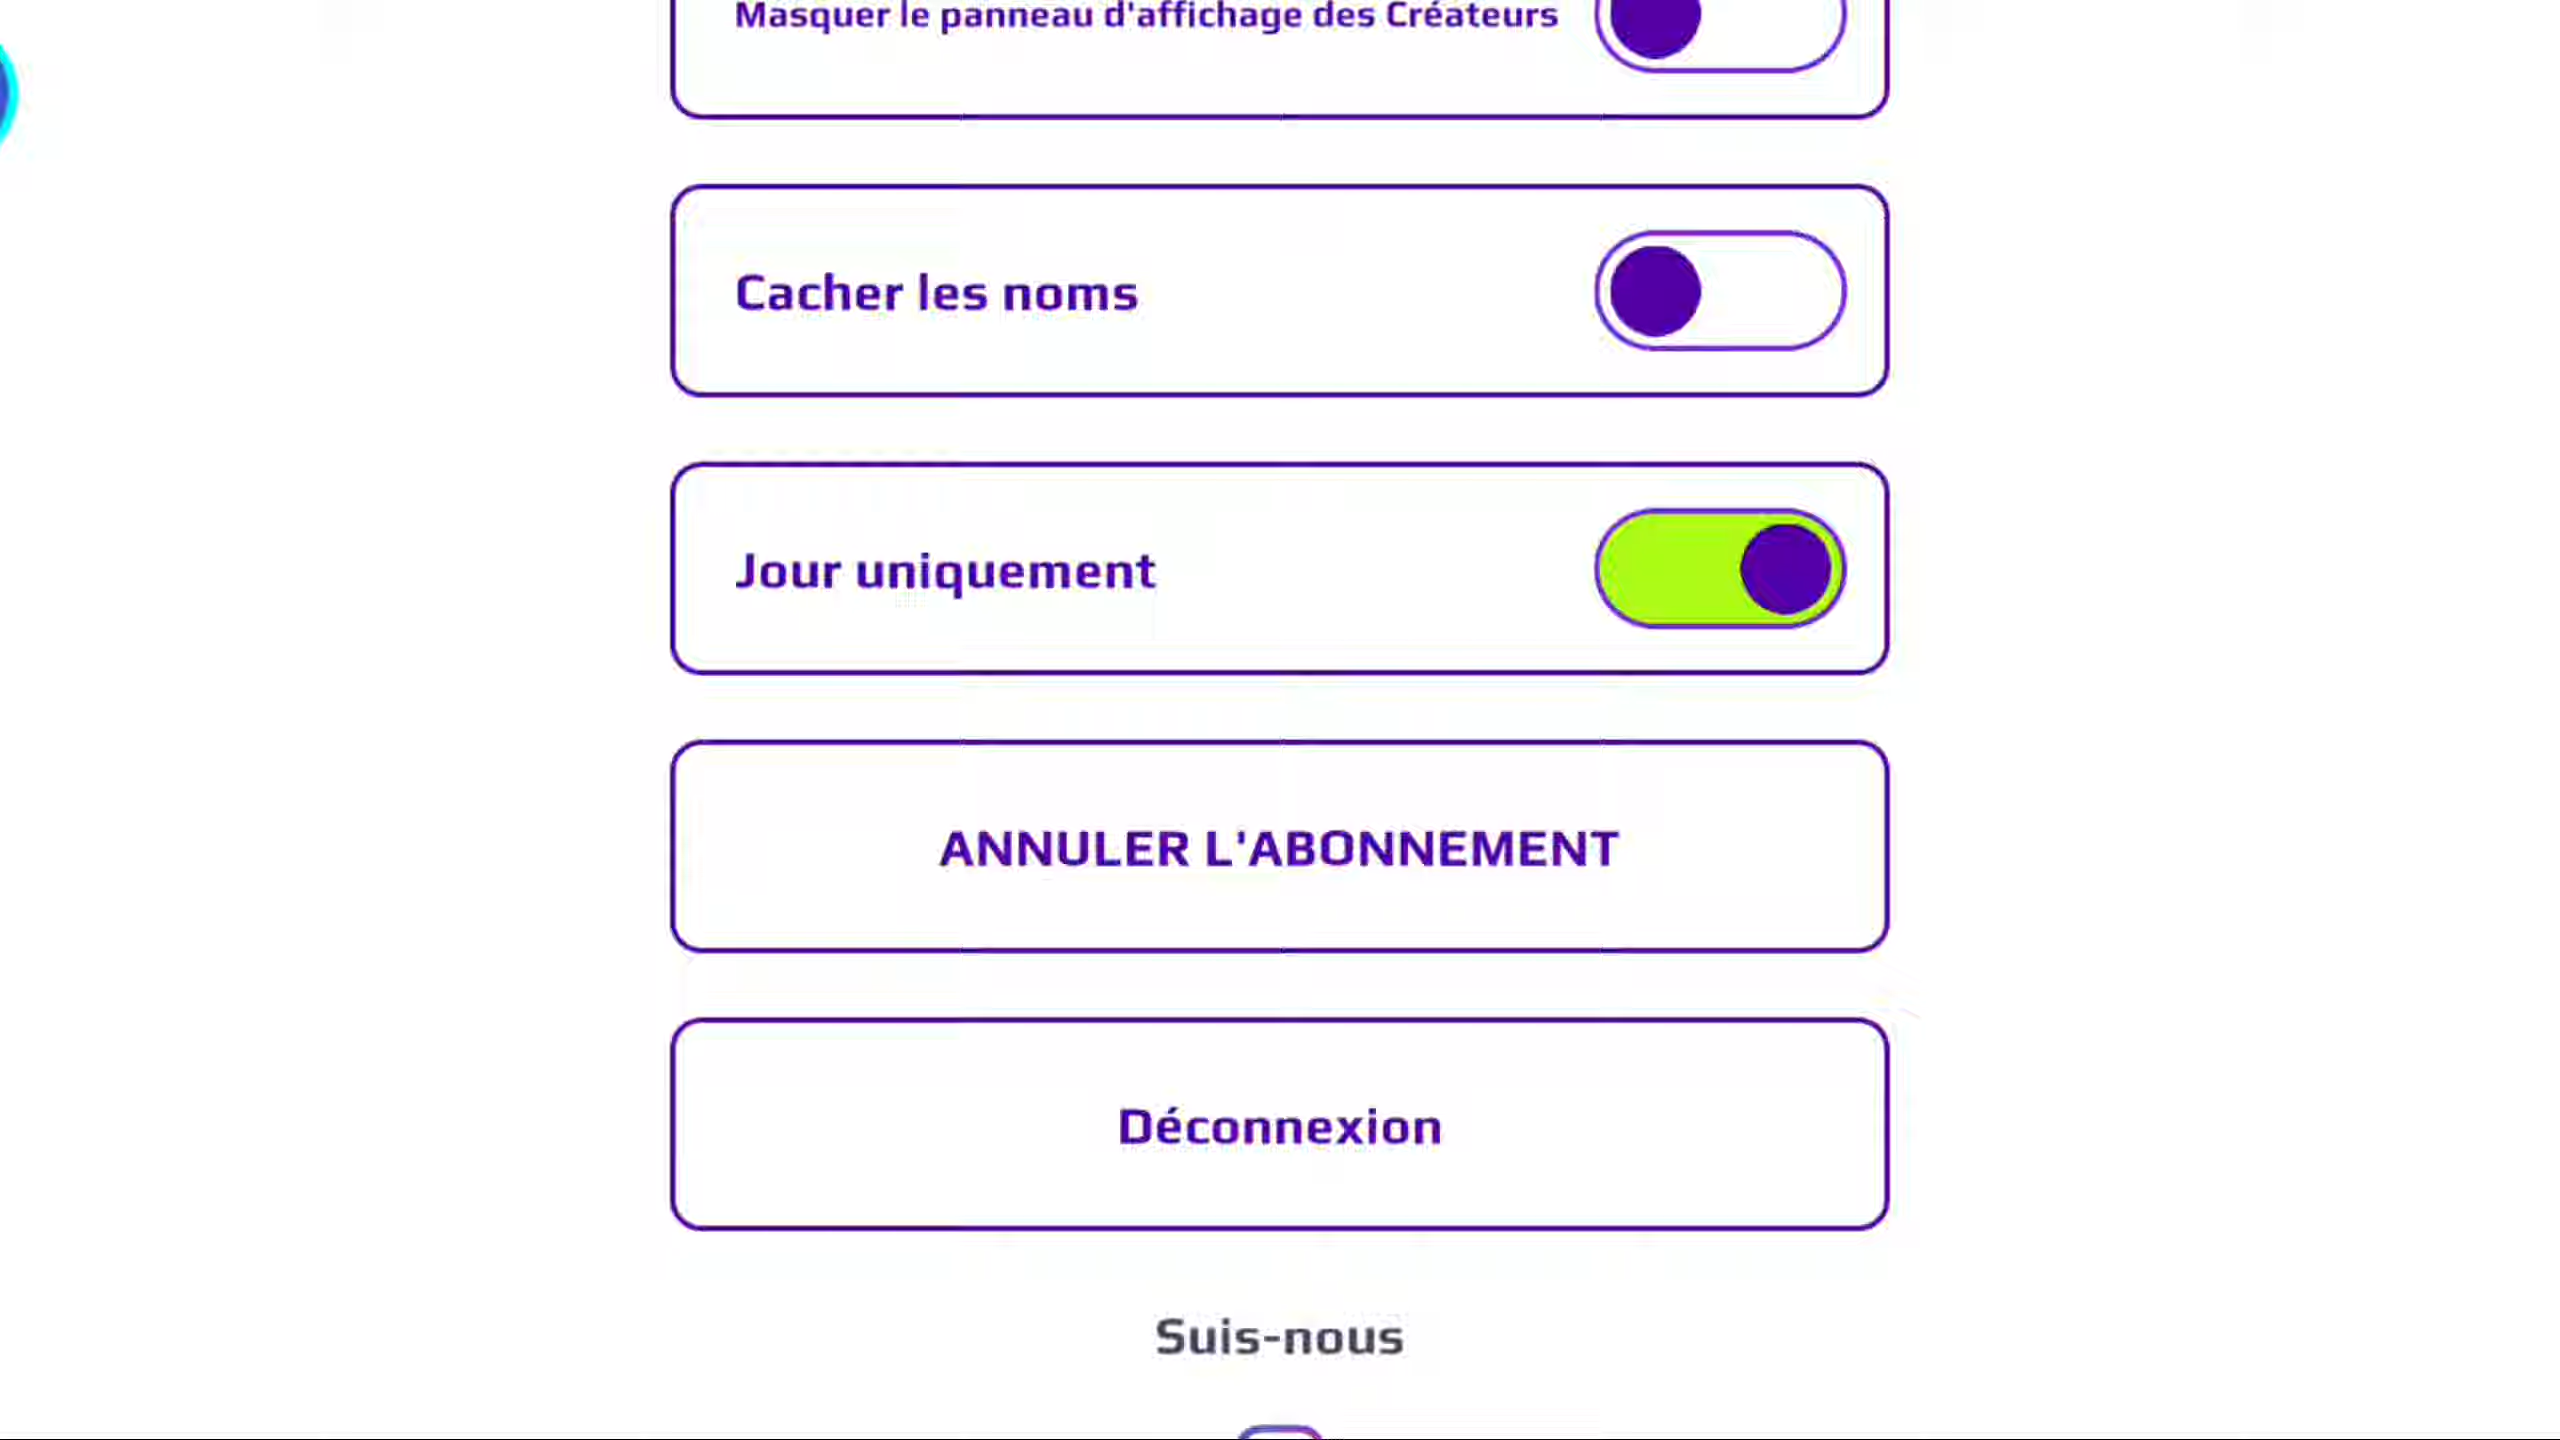 Masquer le panneau d'affichage des Créateurs
Cacher les noms
Jour uniquement
ANNULER L'ABONNEMENT
Déconnexion
Suis-nous